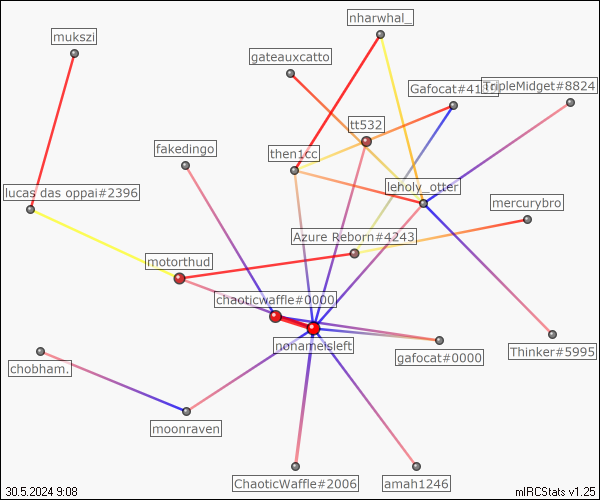 nharwhal_
mukszi
gateauxcatto
TripleMidget#8824
tt532
fakedingo
then1cc
leholy_otter
lucas das oppai#2396
mercurybro
Azure Reborn#4243
motorthud
chaoticwaffle#0000
nonameisleft
Thinker#5995
gafocat#0000
chobham.
moonraven
ChaoticWaffle#2006
amah1246
30.5.2024 9:08
mIRCStats v1.25